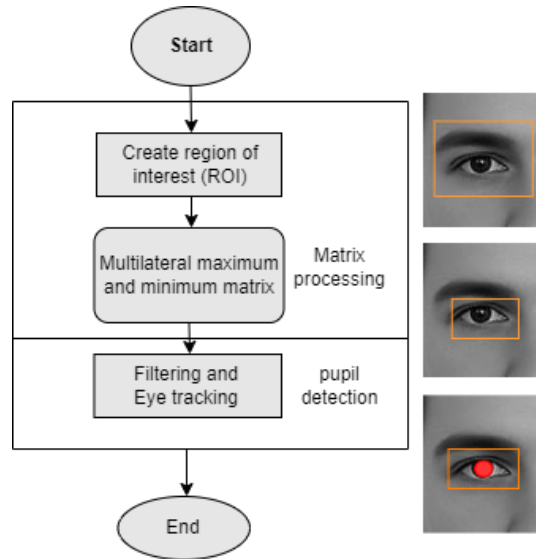 Start
Create region of
interest (ROI)
Multilateral maximum
and minimum matrix
Matrix
processing
Filtering and
Eye tracking
pupil
detection
End